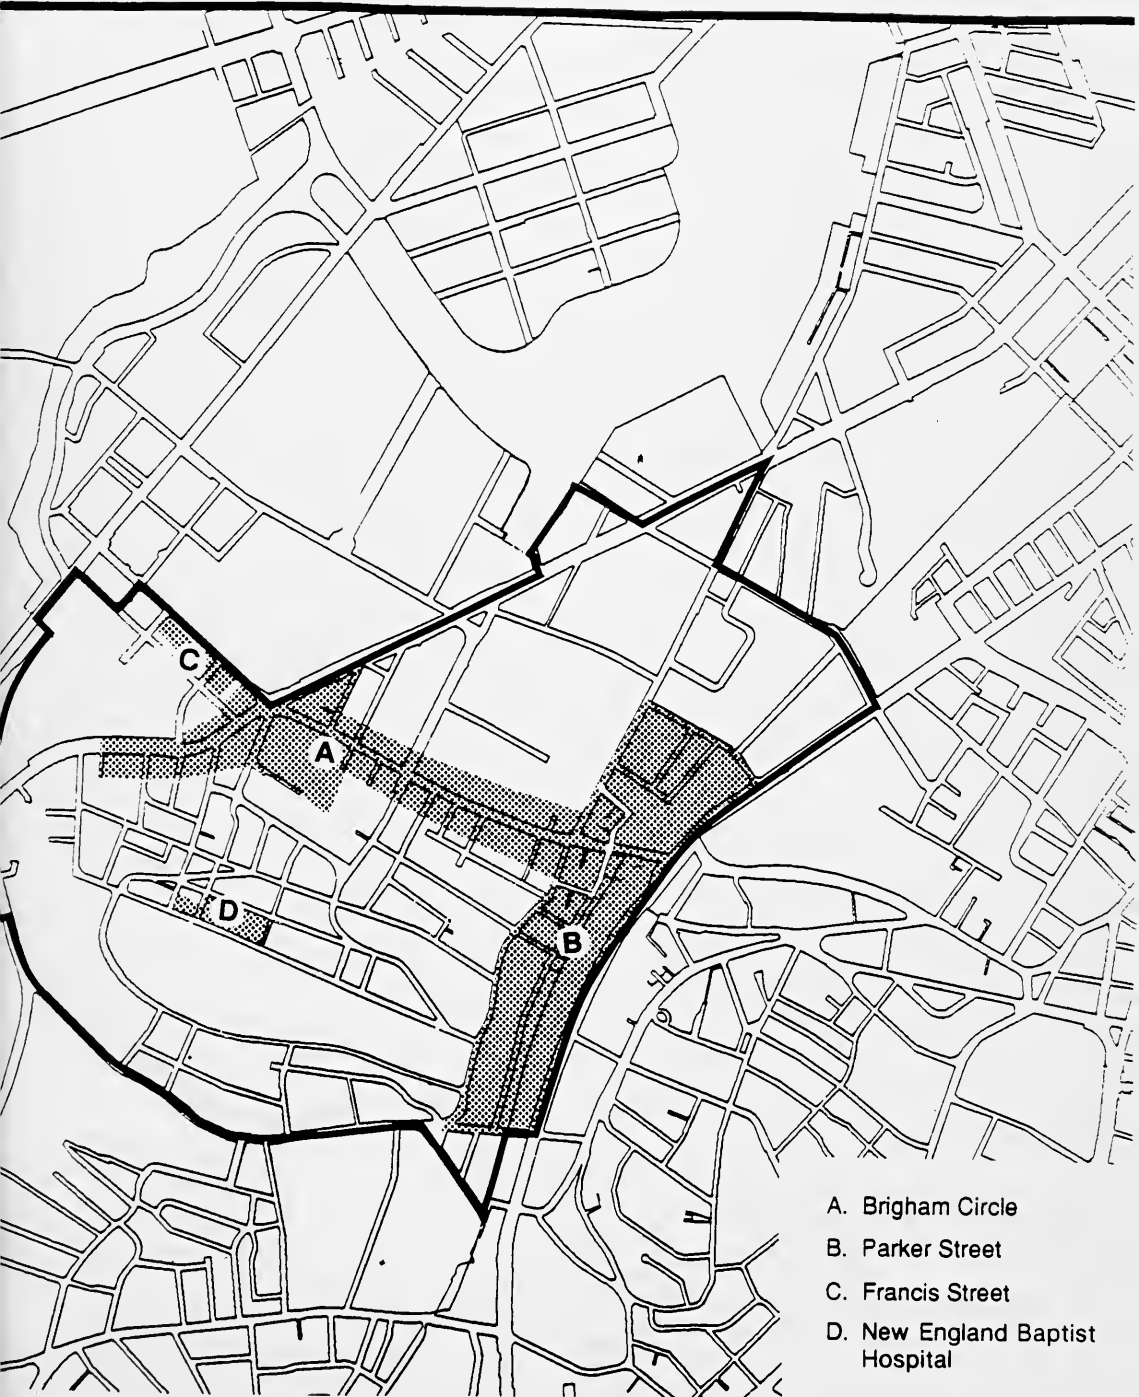 C
A
D
B
A. Brigham Circle
B. Parker Street
C. Francis Street
D. New England Baptist
Hospital